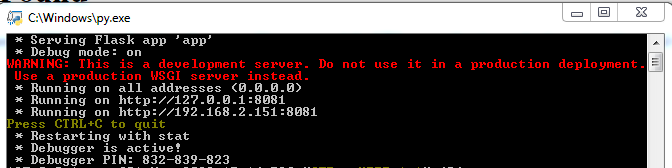 C:\Windows\py.exe
* Serving Flask app 'app'
* Debug mode: on
WARNING: This is a development server. Do not use it in a production deployment.
Use a production WSGI server instead.
* Running on all addresses (0.0.0.0)
* Running on http://127.0.0.1:8081
* Running on http://192.168.2.151:8081
Press CTRL+C to quit
* Restarting with stat
* Debugger is active!
* Debugger PIN: 832-839-823